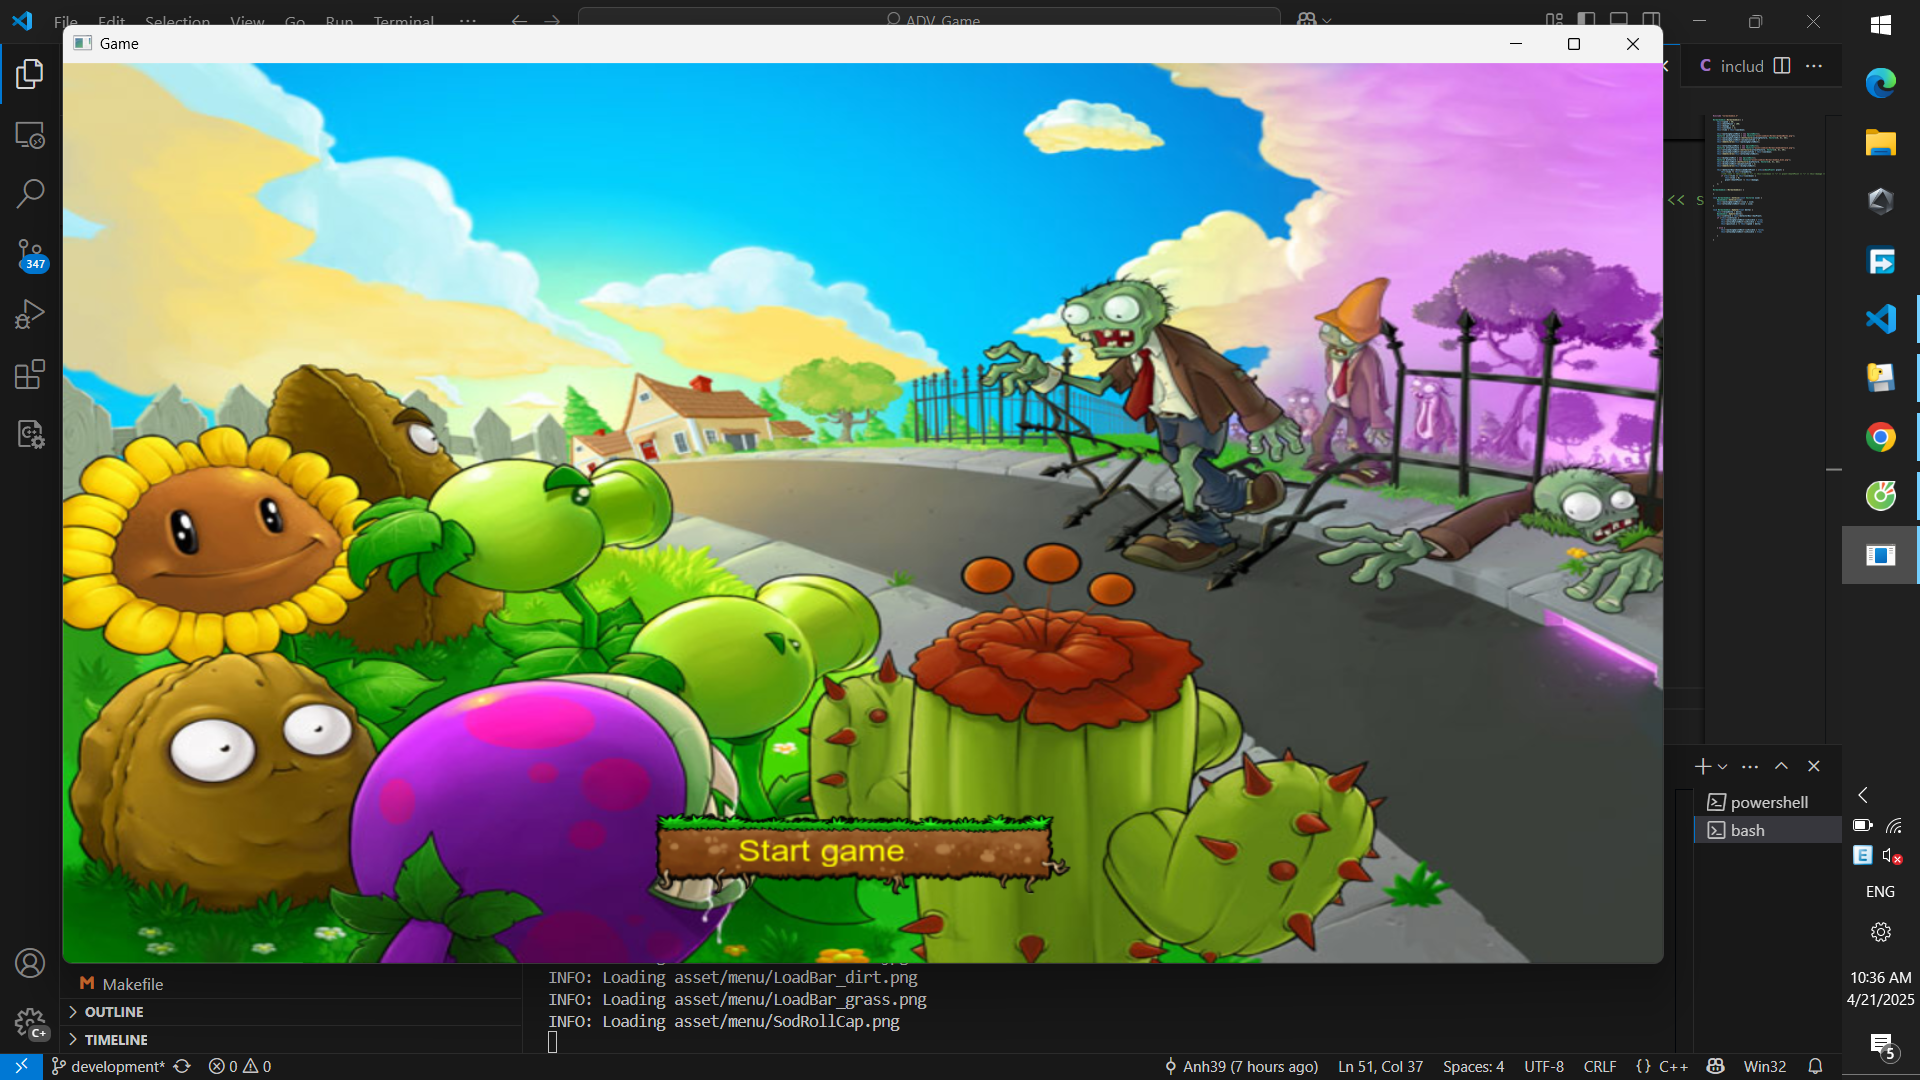 File Edit Selection View Go Run Terminal ···
ADV_Game
Game
includ
<< s
347
Start game
powershell
bash
Makefile
OUTLINE
TIMELINE
INFO: Loading asset/menu/LoadBar_dirt.png
INFO: Loading asset/menu/LoadBar_grass.png
INFO: Loading asset/menu/SodRollCap.png
C+
development* 0 0
Anh39 (7 hours ago) Ln 51, Col 37 Spaces: 4 UTF-8 CRLF {} C++ Win32
ENG
10:36 AM
4/21/2025
5